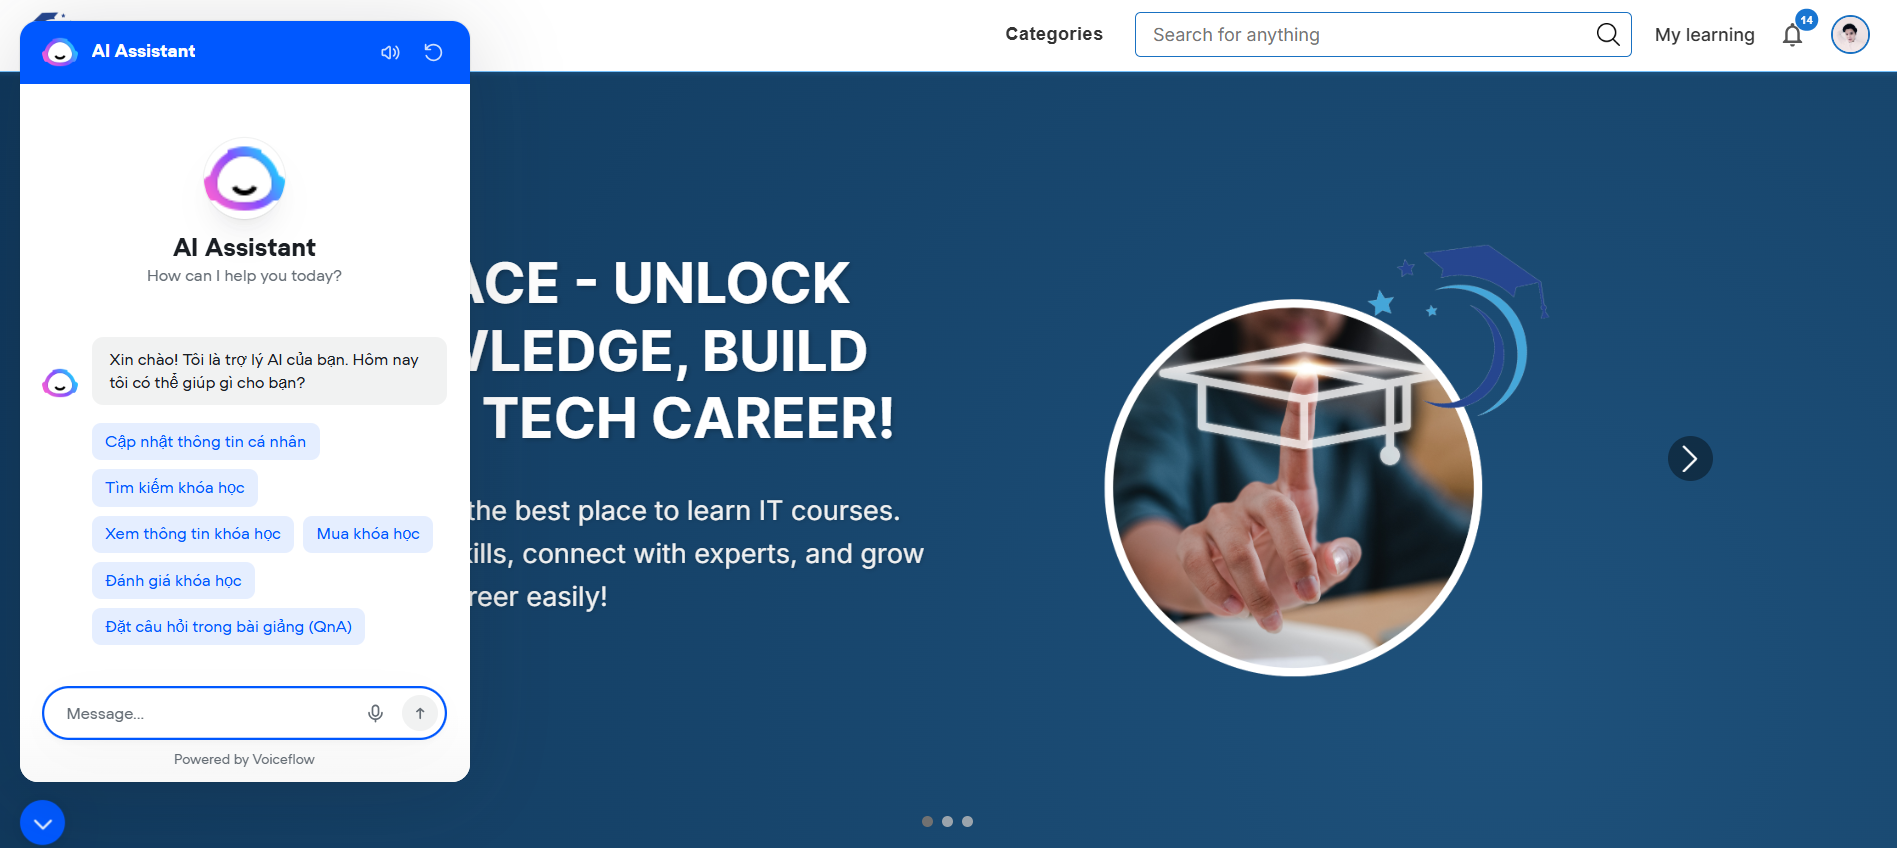 Categories
Search for anything
My learning
14
AI Assistant
AI Assistant
How can I help you today?
Xin chào! Tôi là trợ lý AI của bạn. Hôm nay
tôi có thể giúp gì cho bạn?
Cập nhật thông tin cá nhân
Tìm kiếm khóa học
Xem thông tin khóa học
Mua khóa học
Đánh giá khóa học
Đặt câu hỏi trong bài giảng (QnA)
Message...
Powered by Voiceflow
- UNLOCK
BUILD
TECH CAREER!
the best place to learn IT courses.
connect with experts, and grow
easily!